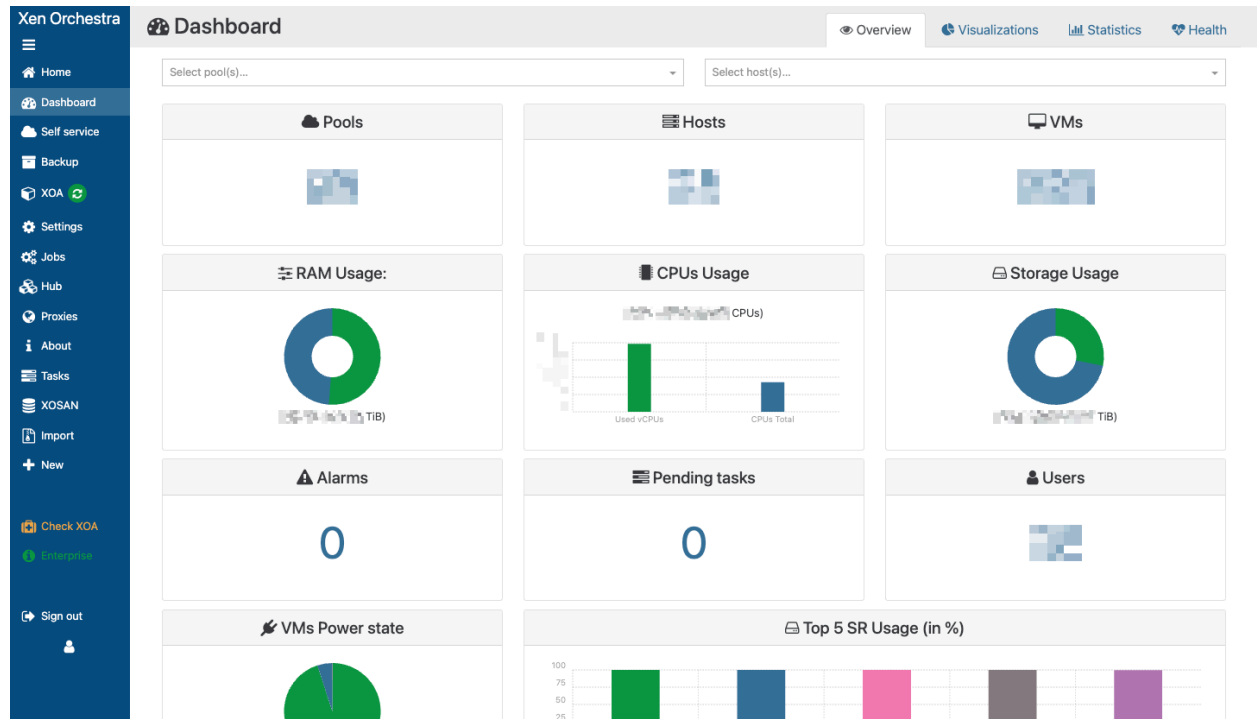 Xen Orchestra
Dashboard
Overview
Visualizations
Statistics
Health
Home
Dashboard
Self service
Backup
XOA
Settings
Jobs
Hub
Proxies
About
Tasks
XOSAN
Import
New
Check XOA
Enterprise
Sign out
Select pool(s)...
Select host(s)...
Pools
Hosts
VMs
RAM Usage:
CPUs Usage
Storage Usage
TiB)
CPUs)
Used vCPUs
CPUs Total
TiB)
Alarms
Pending tasks
Users
0
0
VMs Power state
Top 5 SR Usage (in %)
100
75
50
25